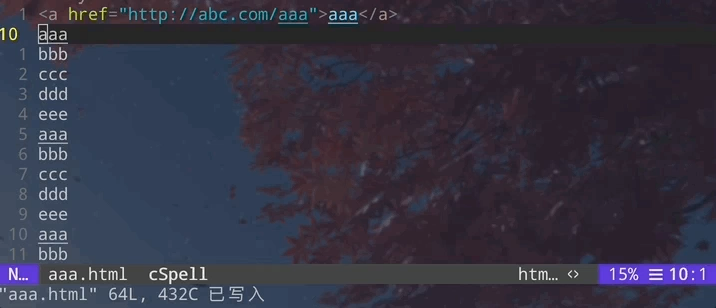 1 <a href="http://abc.com/aaa">aaa</a>
10 aaa
1 bbb
2 ccc
3 ddd
4 eee
5 aaa
6 bbb
7 ccc
8 ddd
9 eee
10 aaa
11 bbb
N… aaa.html cSpell htm… <> 15% ☰ 10:1
"aaa.html" 64L, 432C 已写入